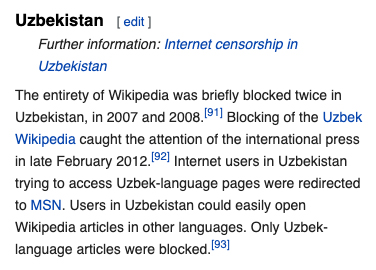 Uzbekistan [ edit ]
Further information: Internet censorship in
Uzbekistan
The entirety of Wikipedia was briefly blocked twice in
Uzbekistan, in 2007 and 2008.[91] Blocking of the Uzbek
Wikipedia caught the attention of the international press
in late February 2012.[92] Internet users in Uzbekistan
trying to access Uzbek-language pages were redirected
to MSN. Users in Uzbekistan could easily open
Wikipedia articles in other languages. Only Uzbek-
language articles were blocked.[93]